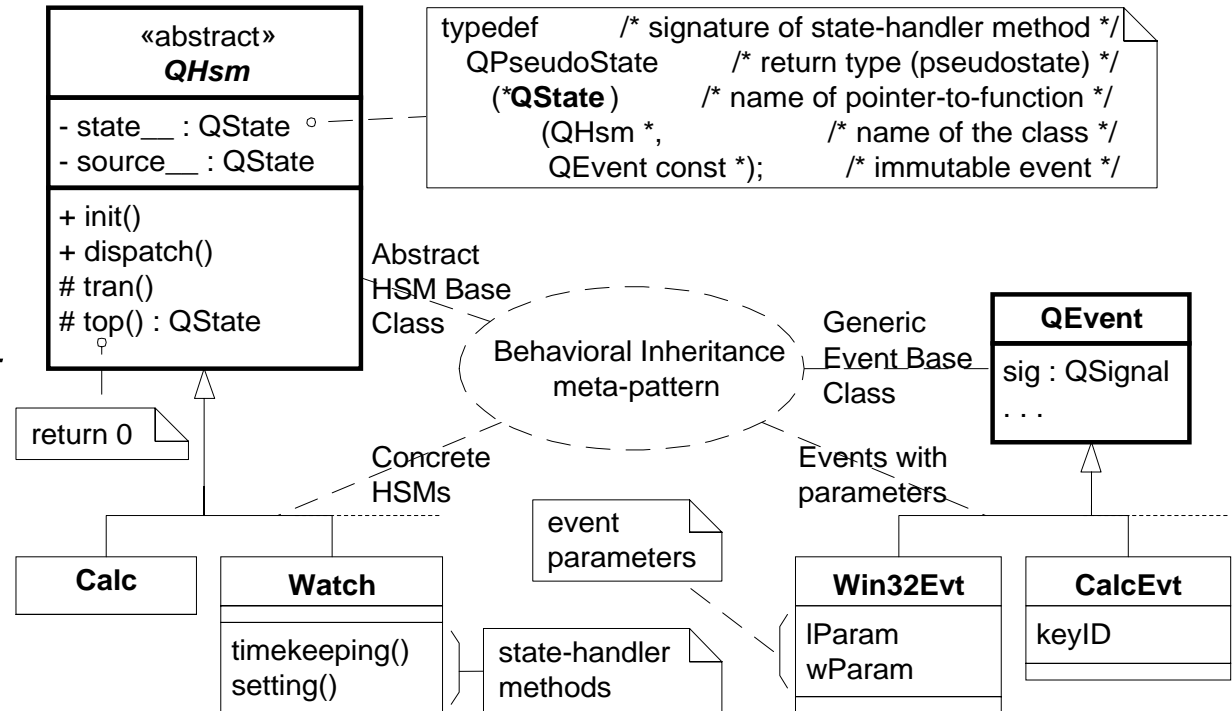 «abstract»
QHsm
- state__ : QState
- source__ : QState
+ init()
+ dispatch()
# tran()
# top() : QState
return 0
typedef /* signature of state-handler method */
QPseudoState /* return type (pseudostate) */
(*QState) /* name of pointer-to-function */
(QHsm *, /* name of the class */
QEvent const *); /* immutable event */
Abstract
HSM Base
Class
Behavioral Inheritance
meta-pattern
Generic
Event Base
Class
QEvent
sig : QSignal
. . .
Concrete
HSMs
Events with
parameters
event
parameters
Calc
Watch
timekeeping()
setting()
state-handler
methods
Win32Evt
lParam
wParam
CalcEvt
keyID